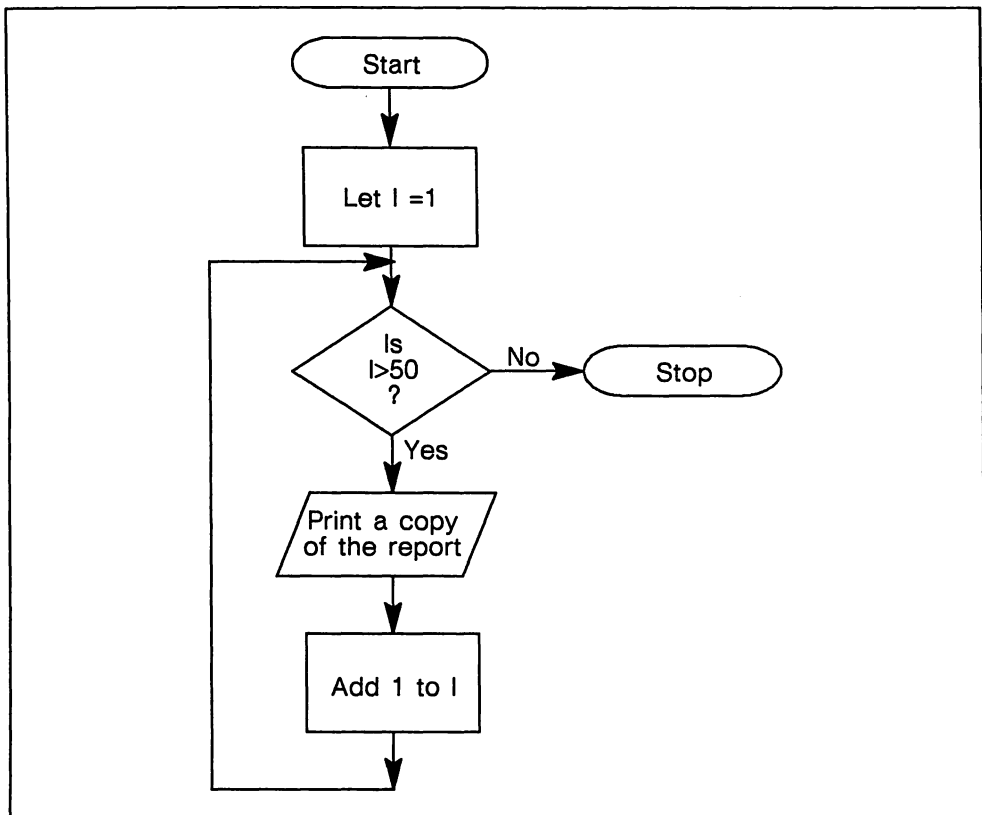 Start
Let I =1
Is
I>50
?
No
Stop
Yes
Print a copy
of the report
Add 1 to I